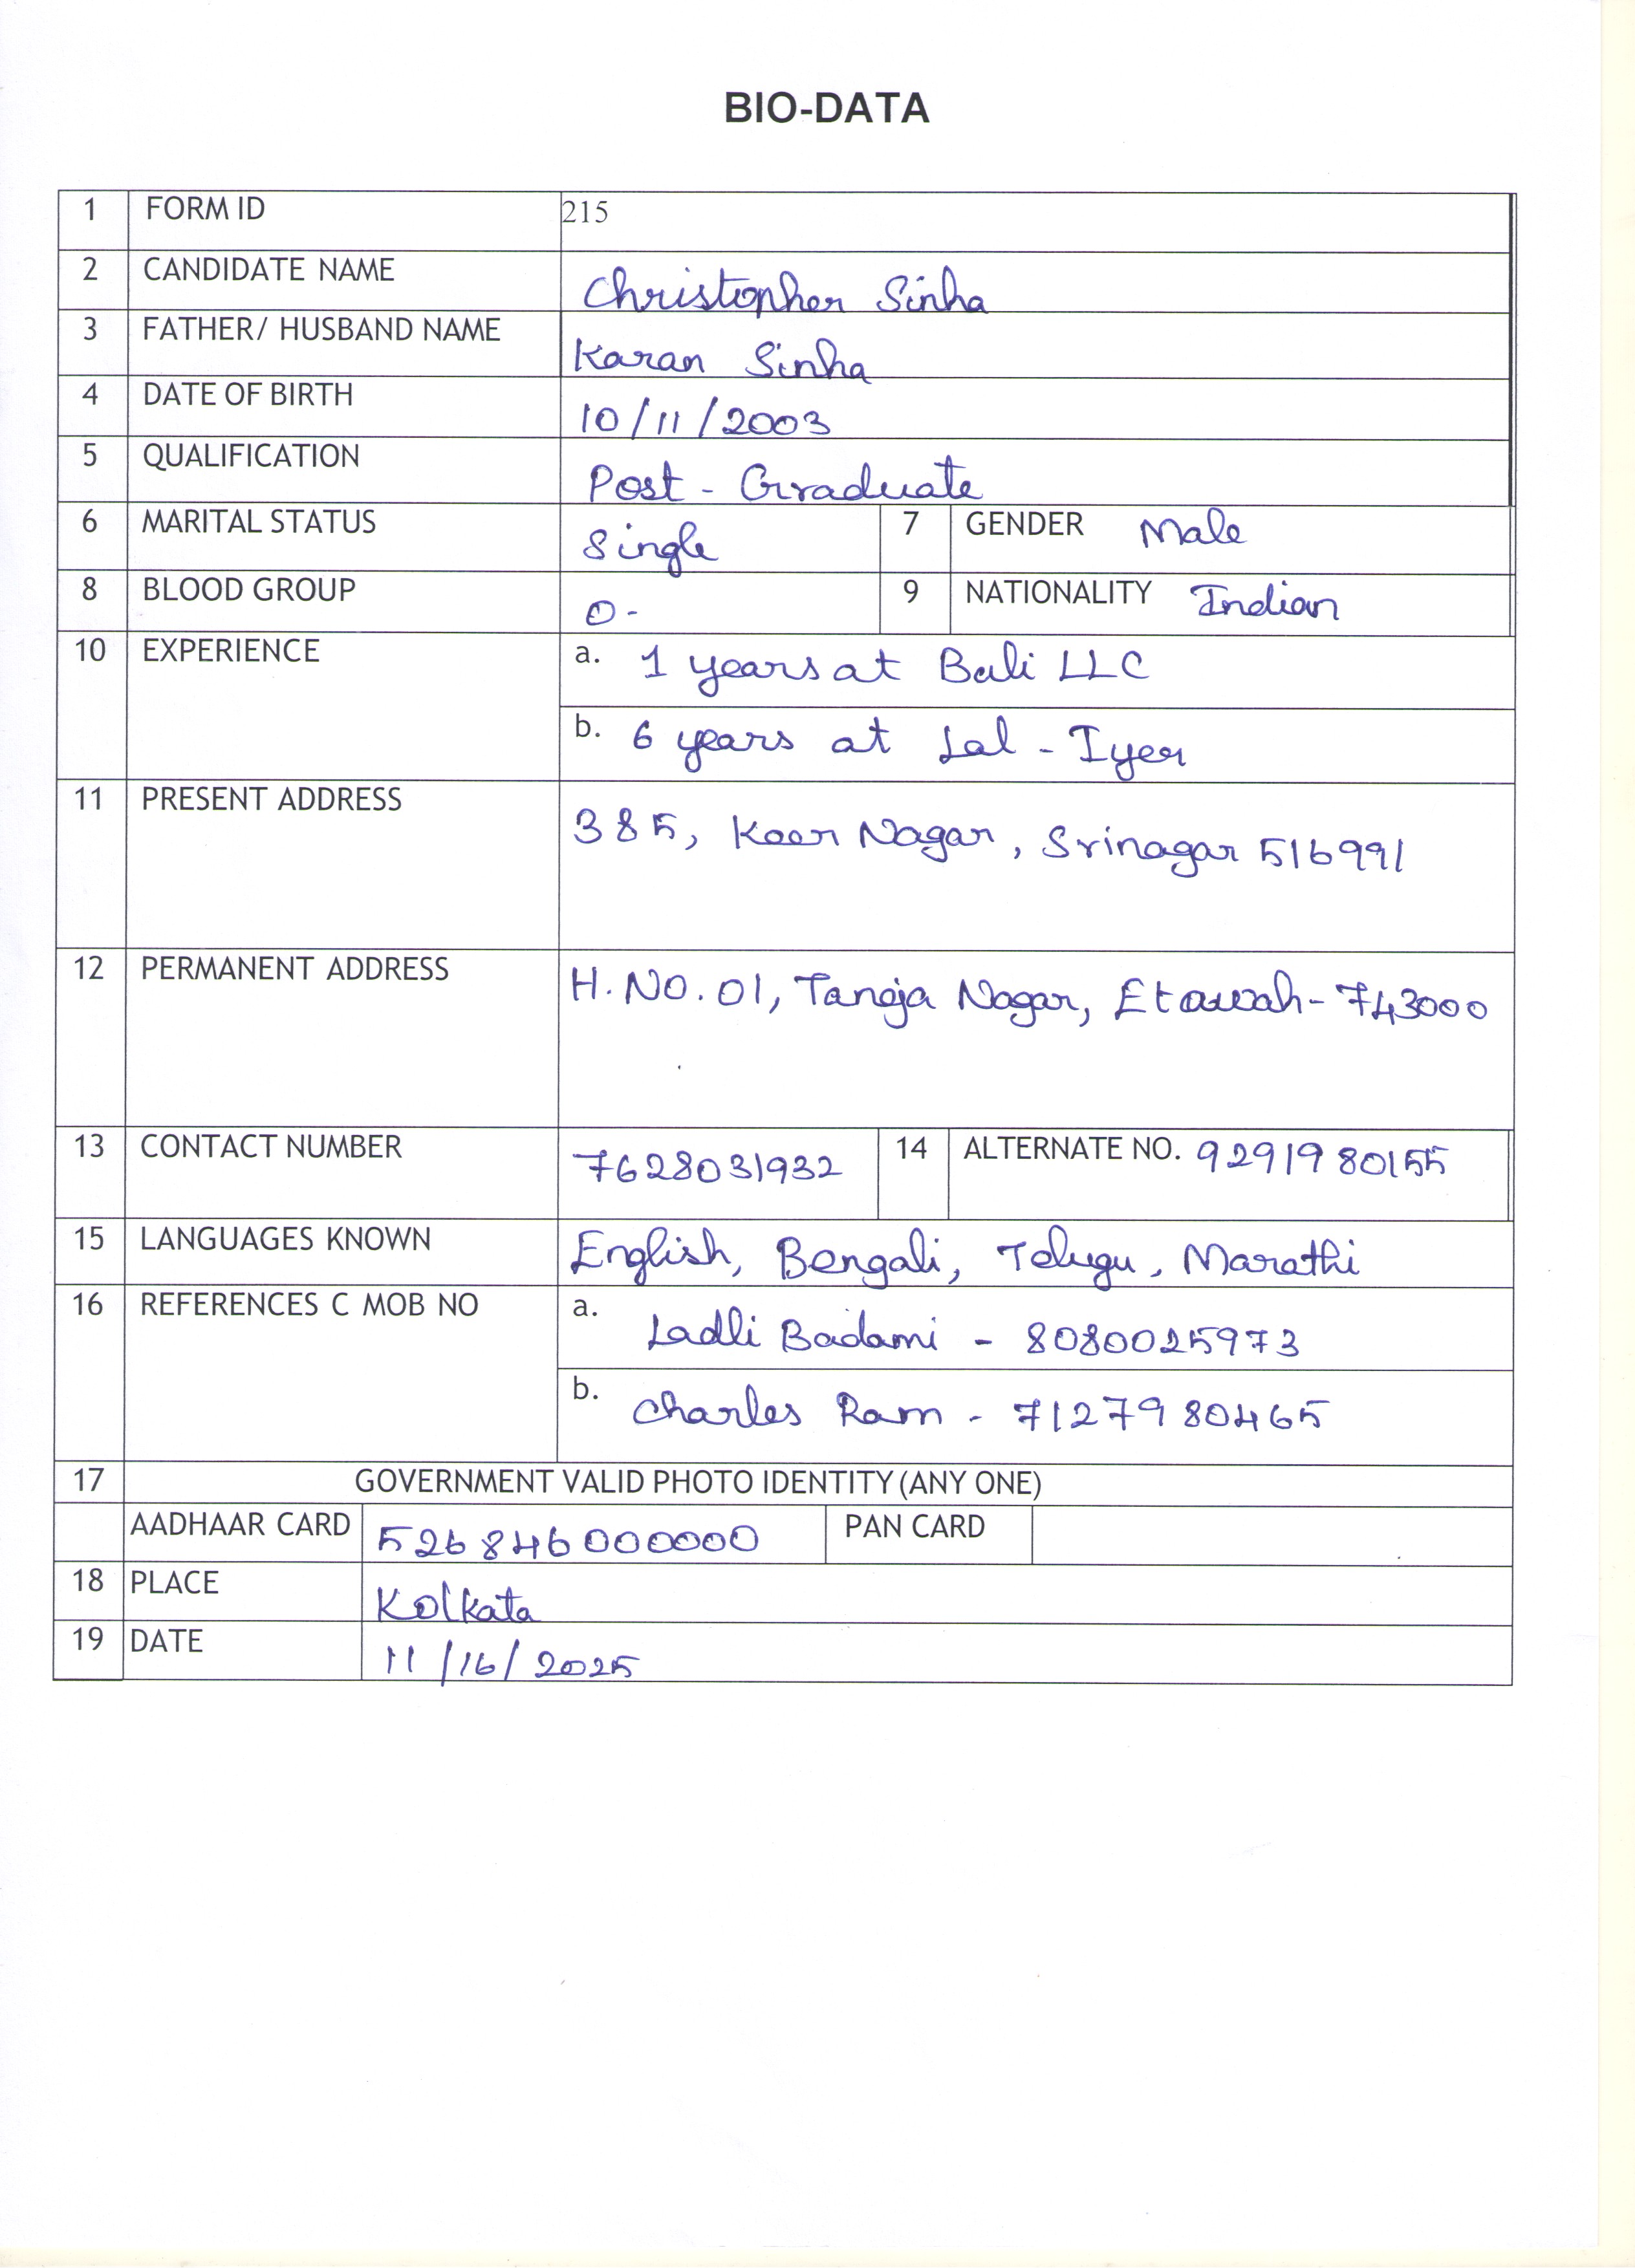 BIO-DATA
1 FORM ID 215
2 CANDIDATE NAME Christopher Sinha
3 FATHER/ HUSBAND NAME Karan Sinha
4 DATE OF BIRTH 10/11/2003
5 QUALIFICATION Post - Graduate
6 MARITAL STATUS Single 7 GENDER Male
8 BLOOD GROUP O- 9 NATIONALITY Indian
10 EXPERIENCE a. 1 years at Bali LLC
b. 6 years at Lal - Iyer
11 PRESENT ADDRESS 385, Keer Nagar, Srinagar 516991
12 PERMANENT ADDRESS H.NO.01, Taneja Nagar, Etawah- 743000
13 CONTACT NUMBER 7628031932 14 ALTERNATE NO. 9291980155
15 LANGUAGES KNOWN English, Bengali, Telugu, Marathi
16 REFERENCES C MOB NO a. Ladli Badami - 8080025973
b. Charles Ram - 7127980465
17 GOVERNMENT VALID PHOTO IDENTITY (ANY ONE)
AADHAAR CARD 526846000000 PAN CARD
18 PLACE Kolkata
19 DATE 11/16/2025